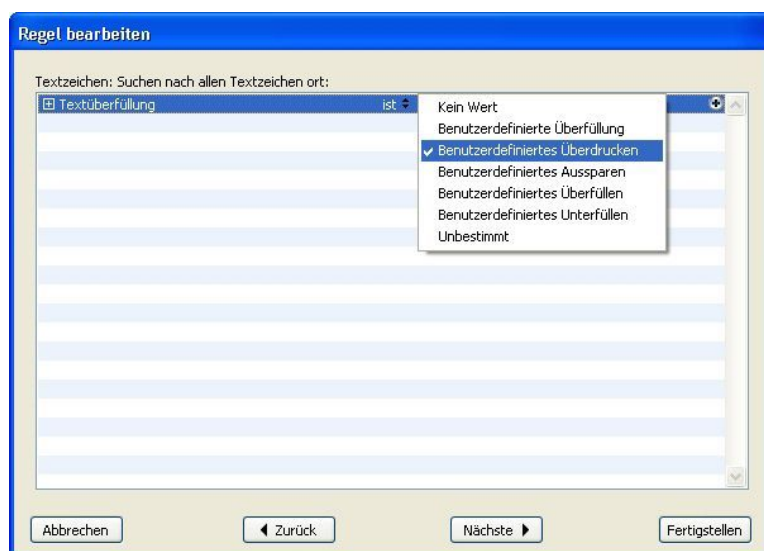 Regel bearbeiten
Textzeichen: Suchen nach allen Textzeichen ort:
Textüberfüllung ist
Kein Wert
Benutzerdefinierte Überfüllung
Benutzerdefiniertes Überdrucken
Benutzerdefiniertes Aussparen
Benutzerdefiniertes Überfüllen
Benutzerdefiniertes Unterfüllen
Unbestimmt
Abbrechen Zurück Nächste Fertigstellen